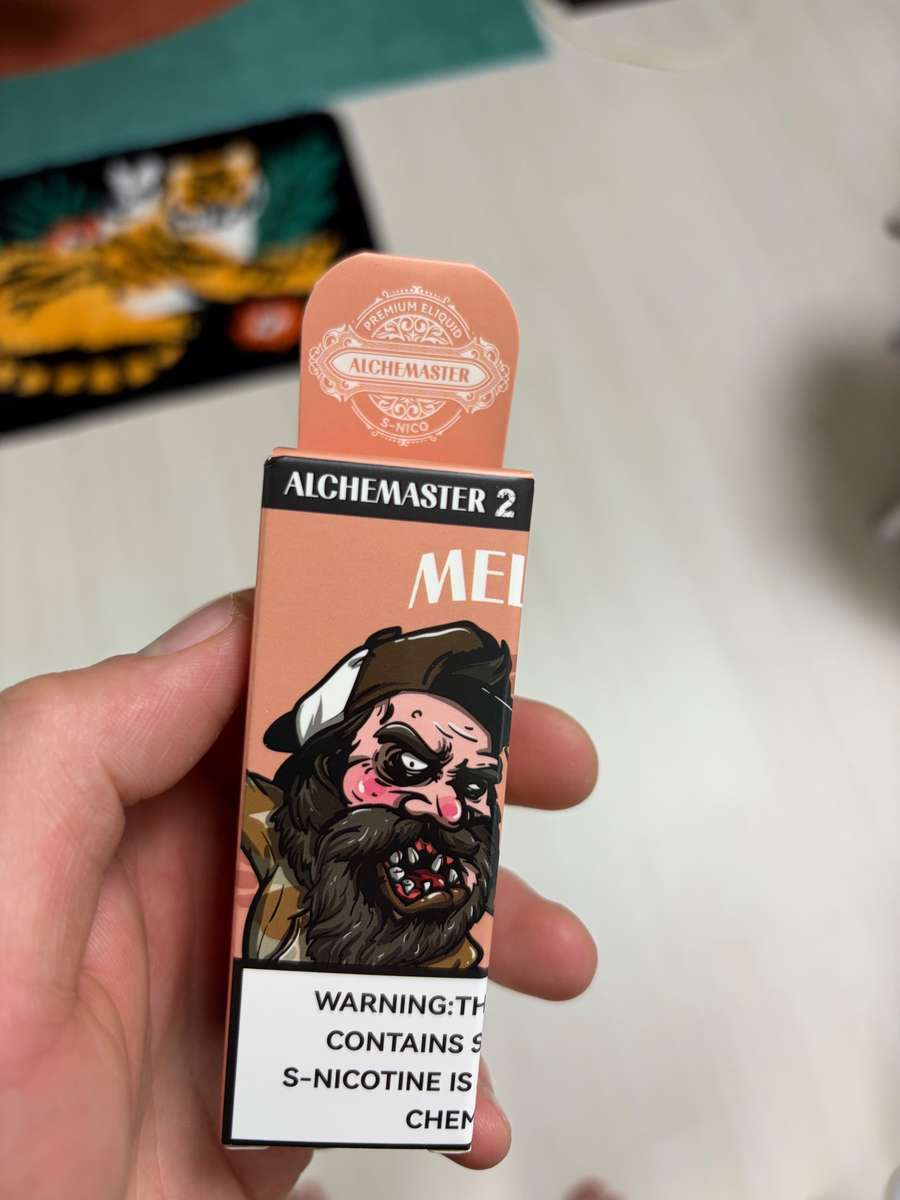 PREMIUM ELIQUID
ALCHEMASTER
S-NICO
ALCHEMASTER 2
MEL
WARNING:TH
CONTAINS S
S-NICOTINE IS
CHEM